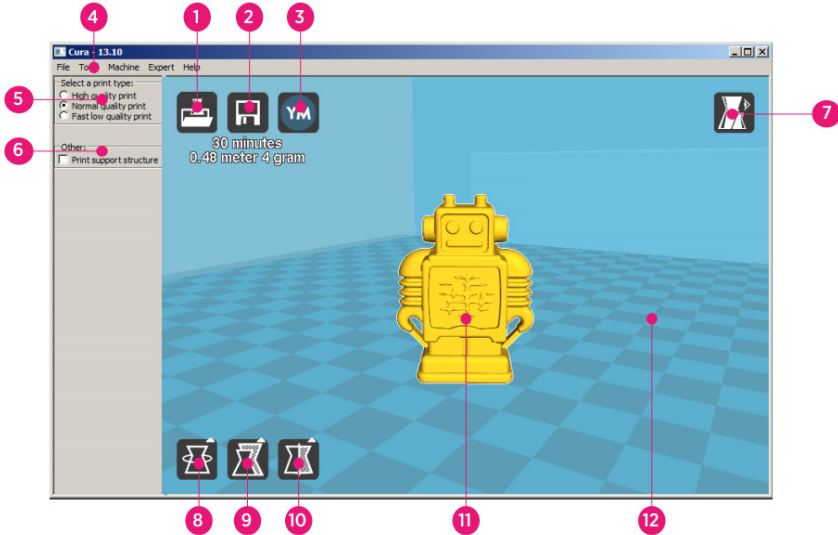 4
1
2
3
Cura - 13.10
File
Machine
Expert
Help
Select a print type:
5
High quality print
Normal quality print
Fast low quality print
YM
7
30 minutes
0.48 meter 4 gram
6
Other:
Print support structure
8
9
10
11
12